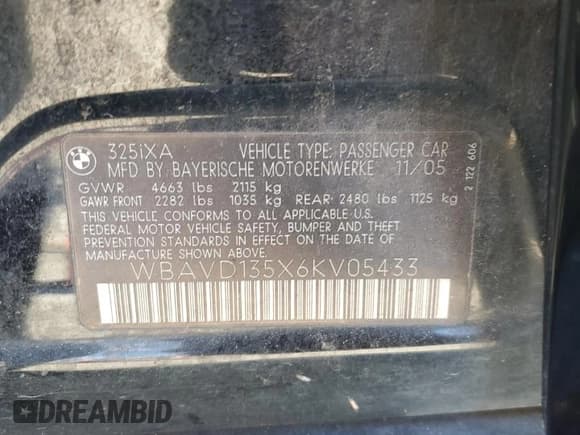 BMW
325iXA VEHICLE TYPE: PASSENGER CAR
MFD BY: BAYERISCHE MOTORENWERKE 11/05
GVWR 4663 lbs 2115 kg
GAWR FRONT 2282 lbs 1035 kg REAR 2480 lbs 1125 kg
THIS VEHICLE CONFORMS TO ALL APPLICABLE U.S.
FEDERAL MOTOR VEHICLE SAFETY, BUMPER AND THEFT
PREVENTION STANDARDS IN EFFECT ON THE DATE
OF MANUFACTURE SHOWN ABOVE.
WBAVD135X6KV05433
2 122 606
DREAMBID